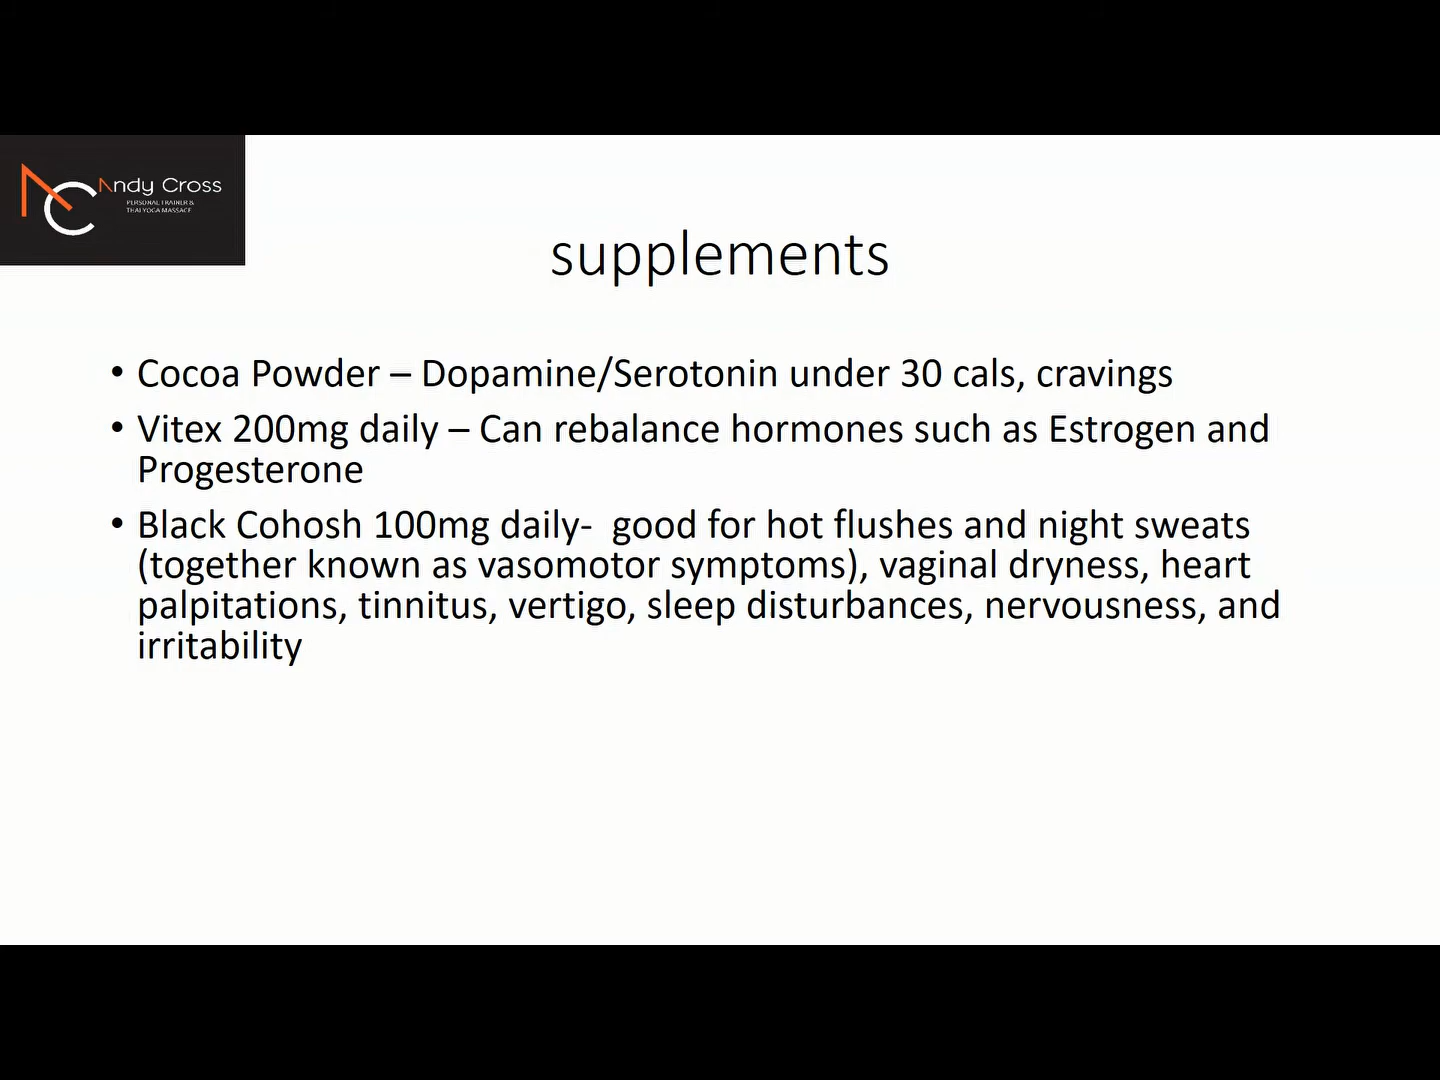 Andy Cross
PERSONAL TRAINER &
THAI YOGA MASSAGE
supplements
• Cocoa Powder – Dopamine/Serotonin under 30 cals, cravings
• Vitex 200mg daily – Can rebalance hormones such as Estrogen and
Progesterone
• Black Cohosh 100mg daily-  good for hot flushes and night sweats
(together known as vasomotor symptoms), vaginal dryness, heart
palpitations, tinnitus, vertigo, sleep disturbances, nervousness, and
irritability